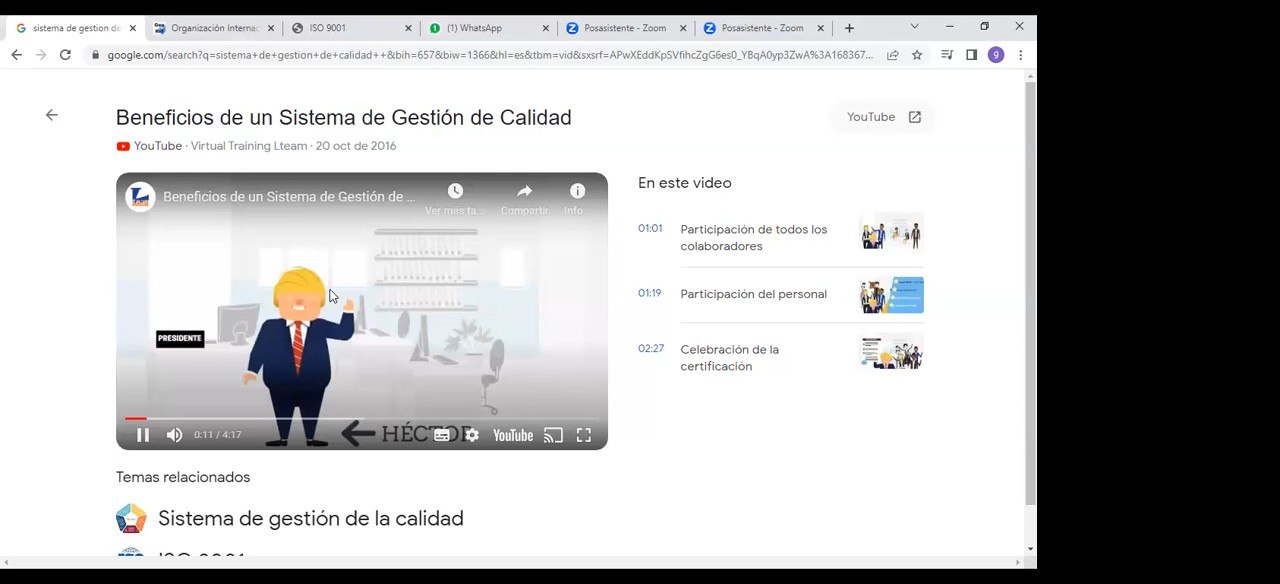 sistema de gestion de
Organización Interna
ISO 9001
(1) WhatsApp
Posasistente - Zoom
Posasistente - Zoom
google.com/search?q=sistema+de+gestion+de+calidad++&bih=657&biw=1366&hl=es&tbm=vid&sxsrf=APwXEddKpSVfihcZgG6es0_YBqA0yp3ZwA%3A168367...
g
Beneficios de un Sistema de Gestión de Calidad
YouTube
YouTube · Virtual Training Lteam · 20 oct de 2016
Beneficios de un Sistema de Gestión de ...
Ver más ta...
Compartir
Info...
PRESIDENTE
HÉCTOR
0:11 / 4:17
YouTube
En este video
01:01 Participación de todos los
colaboradores
01:19 Participación del personal
02:27 Celebración de la
certificación
Temas relacionados
Sistema de gestión de la calidad
ISO 9001